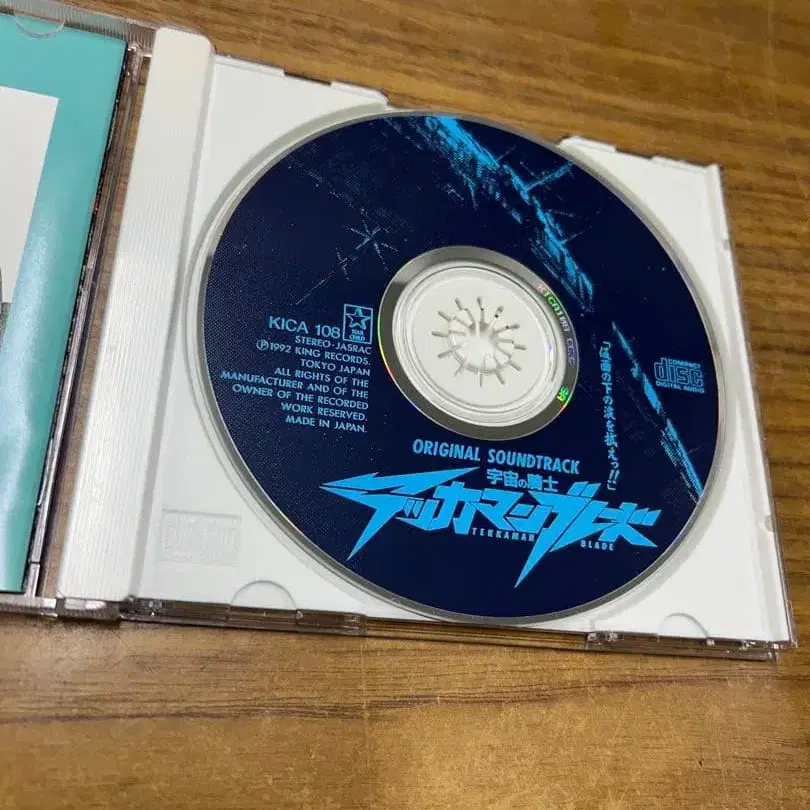 KICA 108
STAR CHILD
STEREO·JASRAC
Ⓟ1992 KING RECORDS.
TOKYO JAPAN
ALL RIGHTS OF THE
MANUFACTURER AND OF THE
OWNER OF THE RECORDED
WORK RESERVED.
MADE IN JAPAN.
「仮面の下の涙を拭えっ!!」
COMPACT
disc
DIGITAL AUDIO
ORIGINAL SOUNDTRACK
宇宙の騎士
テッカマンブレード
TEKKAMAN
BLADE